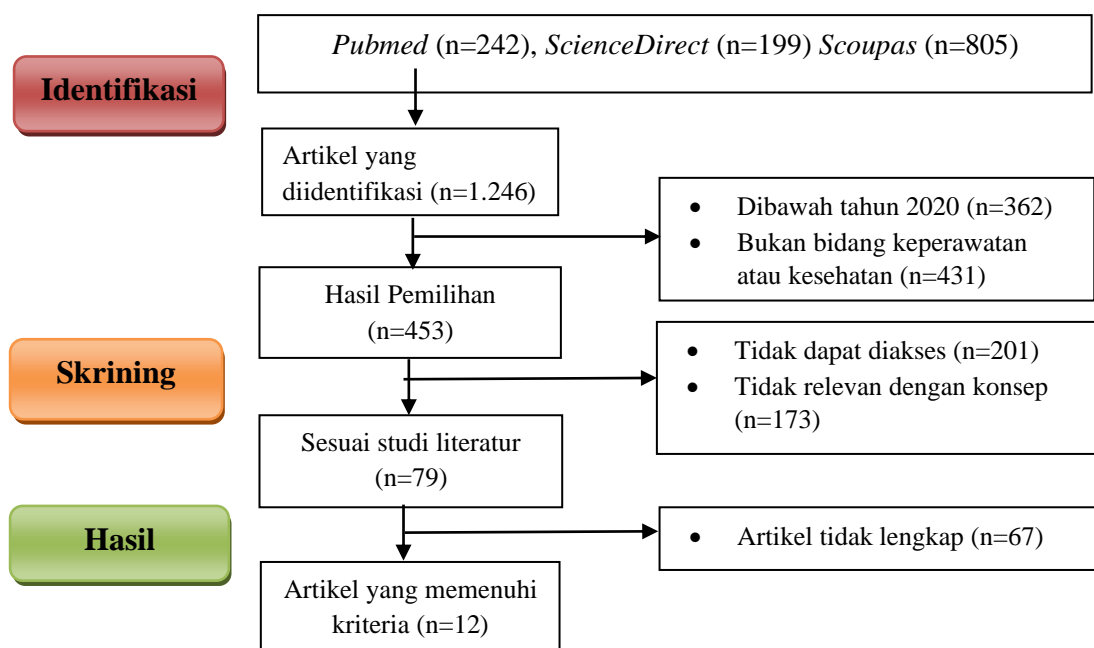 Pubmed (n=242), ScienceDirect (n=199) Scoupas (n=805)
Identifikasi
Artikel yang
diidentifikasi (n=1.246)
• Dibawah tahun 2020 (n=362)
• Bukan bidang keperawatan
atau kesehatan (n=431)
Hasil Pemilihan
(n=453)
Skrining
• Tidak dapat diakses (n=201)
• Tidak relevan dengan konsep
(n=173)
Sesuai studi literatur
(n=79)
Hasil
• Artikel tidak lengkap (n=67)
Artikel yang memenuhi
kriteria (n=12)